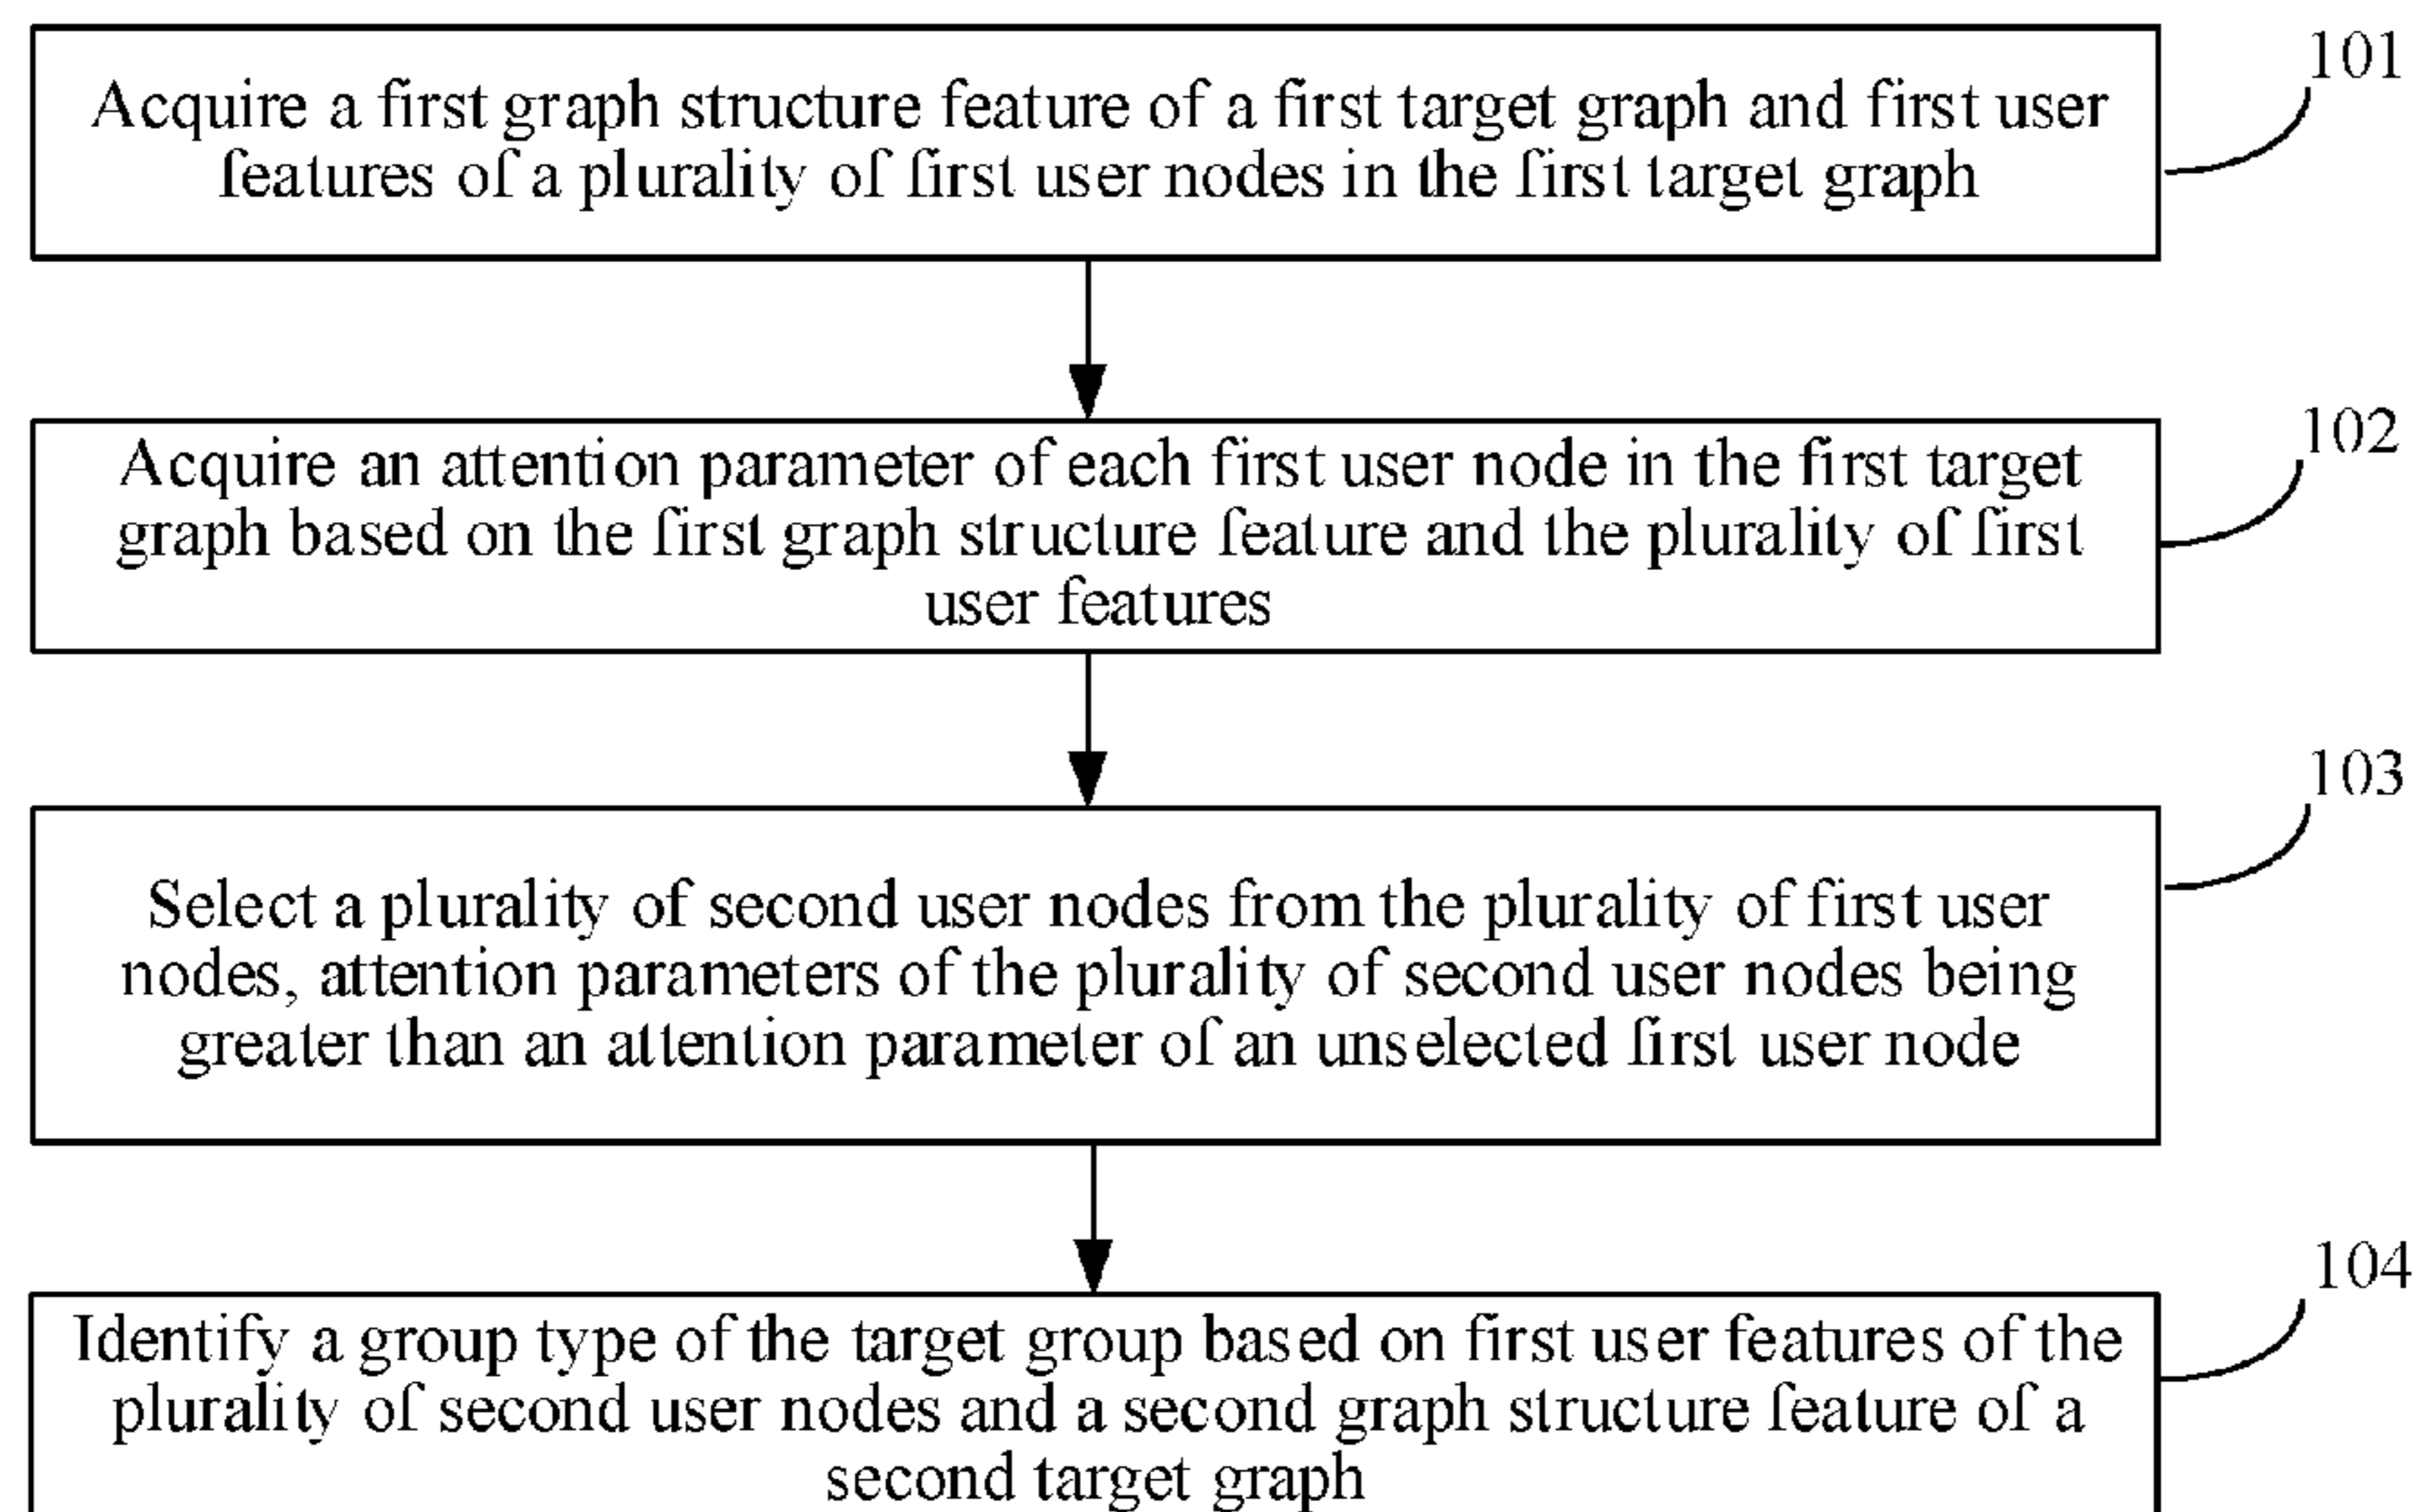 101
Acquire a first graph structure feature of a first target graph and first user
features of a plurality of first user nodes in the first target graph
102
Acquire an attention parameter of each first user node in the first target
graph based on the first graph structure feature and the plurality of first
user features
103
Select a plurality of second user nodes from the plurality of first user
nodes, attention parameters of the plurality of second user nodes being
greater than an attention parameter of an unselected first user node
104
Identify a group type of the target group based on first user features of the
plurality of second user nodes and a second graph structure feature of a
second target graph